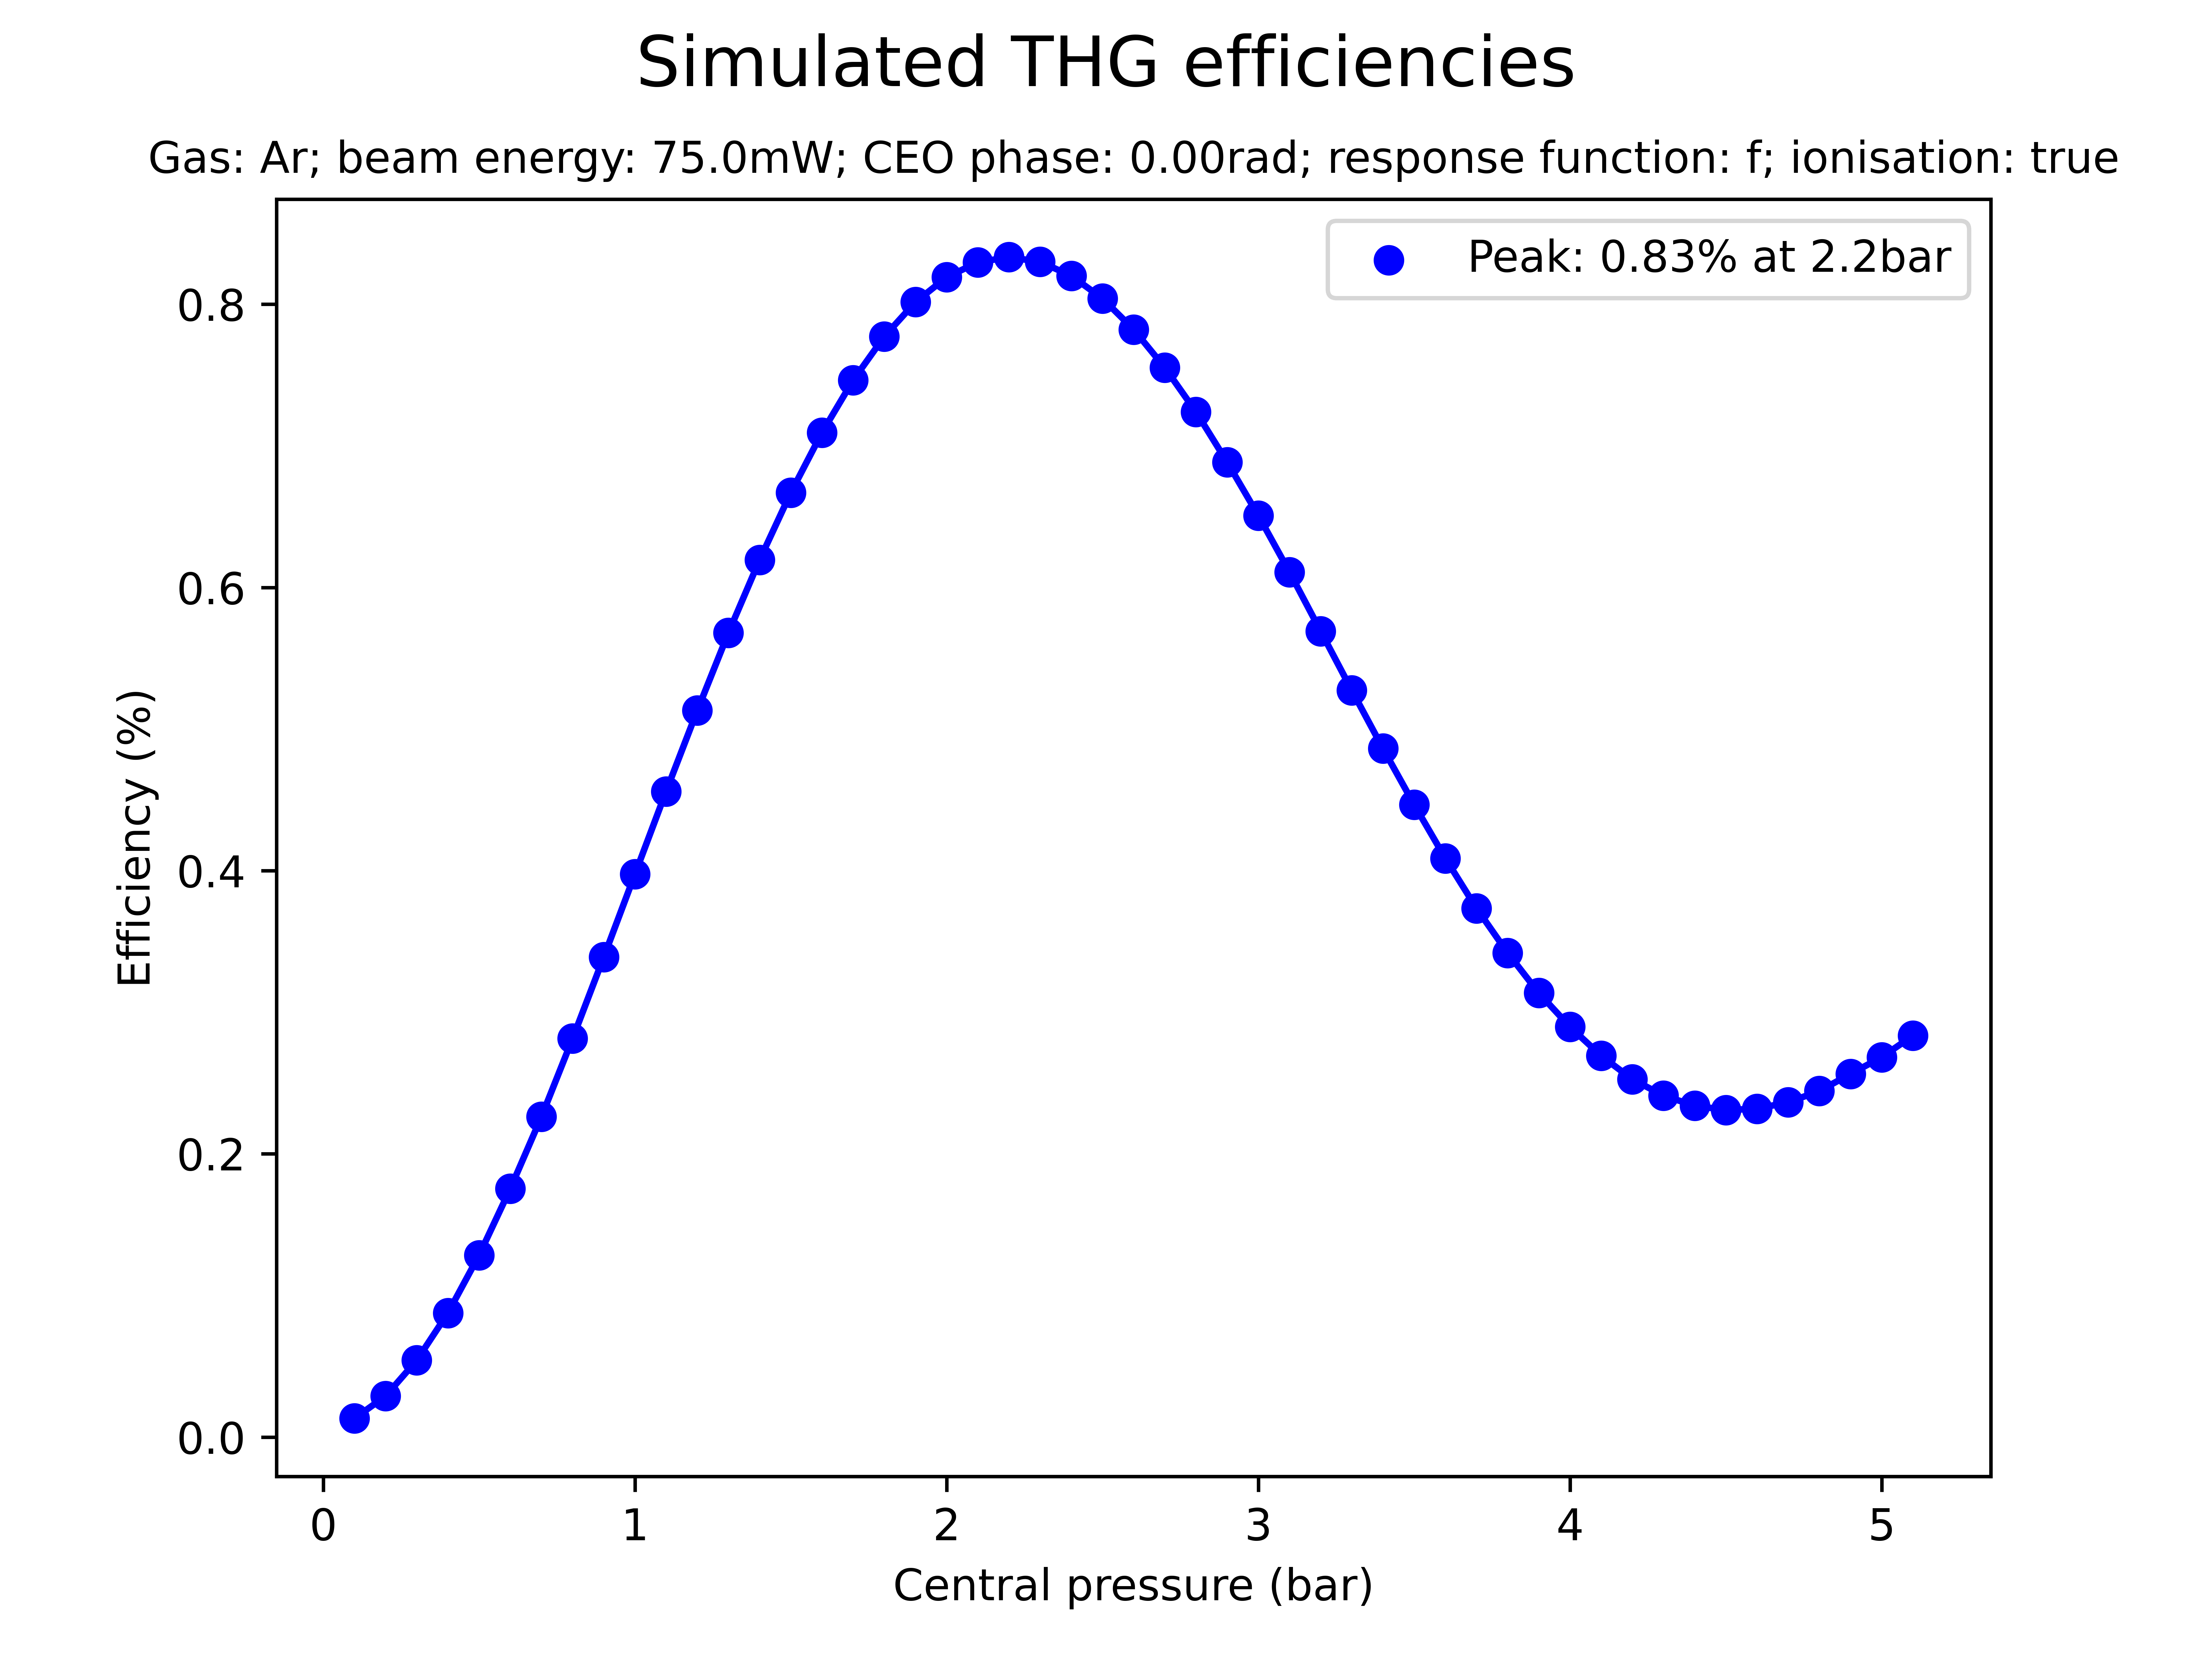 Simulated THG efficiencies
Gas: Ar; beam energy: 75.0mW; CEO phase: 0.00rad; response function: f; ionisation: true
Peak: 0.83% at 2.2bar
0.8
0.6
0.4
0.2
0.0
Efficiency (%)
0 1 2 3 4 5
Central pressure (bar)